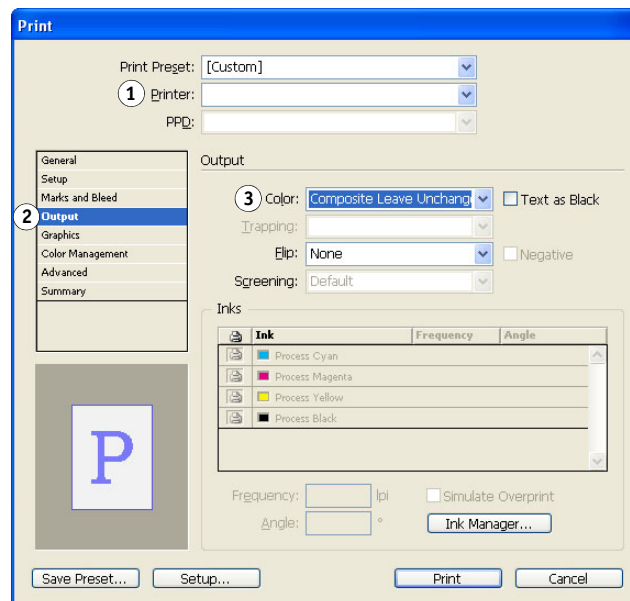 Print
Print Preset: [Custom]
1 Printer:
PPD:
General
Setup
Marks and Bleed
2 Output
Graphics
Color Management
Advanced
Summary
Output
3 Color: Composite Leave Unchang Text as Black
Trapping:
Flip: None Negative
Screening: Default
Inks
Ink Frequency Angle
Process Cyan
Process Magenta
Process Yellow
Process Black
P
Frequency: lpi Simulate Overprint
Angle: ° Ink Manager...
Save Preset... Setup... Print Cancel